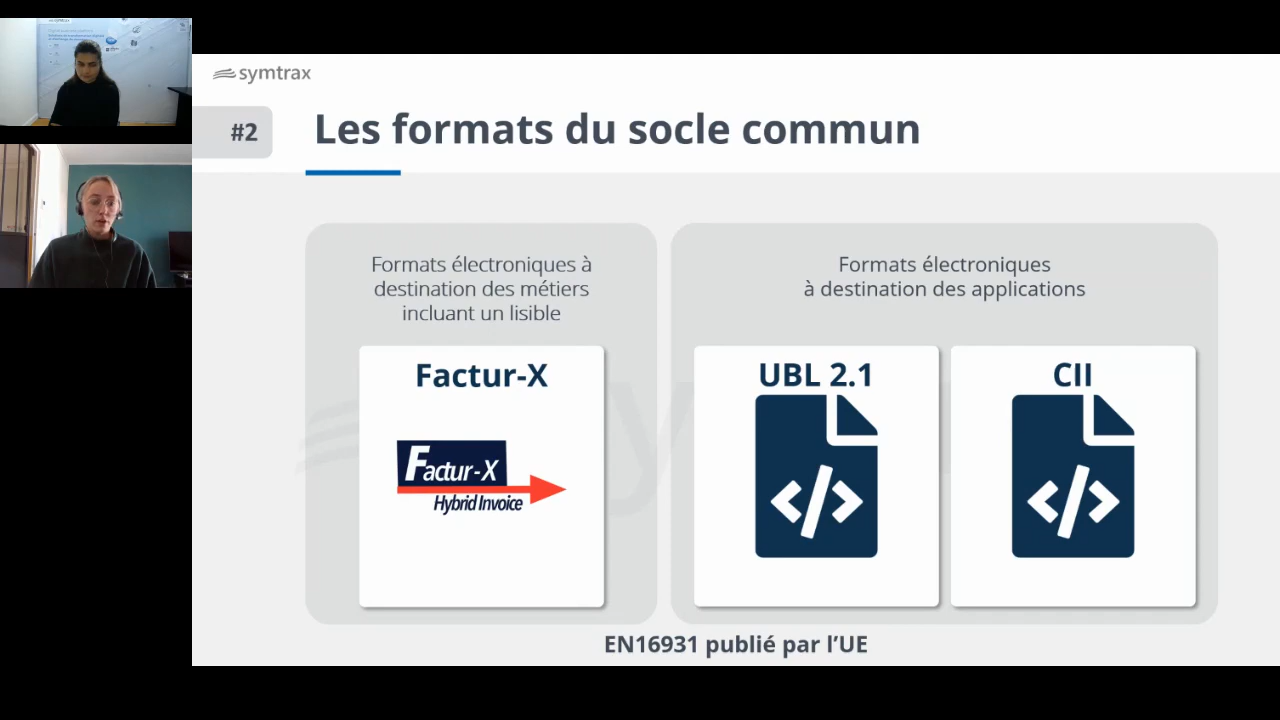 symtrax
#2
Les formats du socle commun
Formats électroniques à
destination des métiers
incluant un lisible
Factur-X
Factur-X
Hybrid Invoice
Formats électroniques
à destination des applications
UBL 2.1
</>
CII
</>
EN16931 publié par l’UE